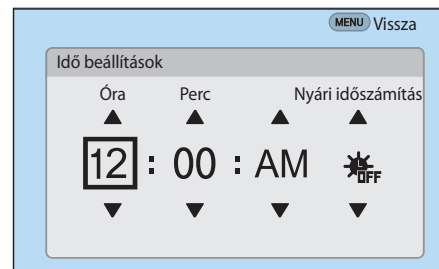 MENU Vissza
Idő beállítások
Óra Perc Nyári időszámítás
12 : 00 : AM OFF